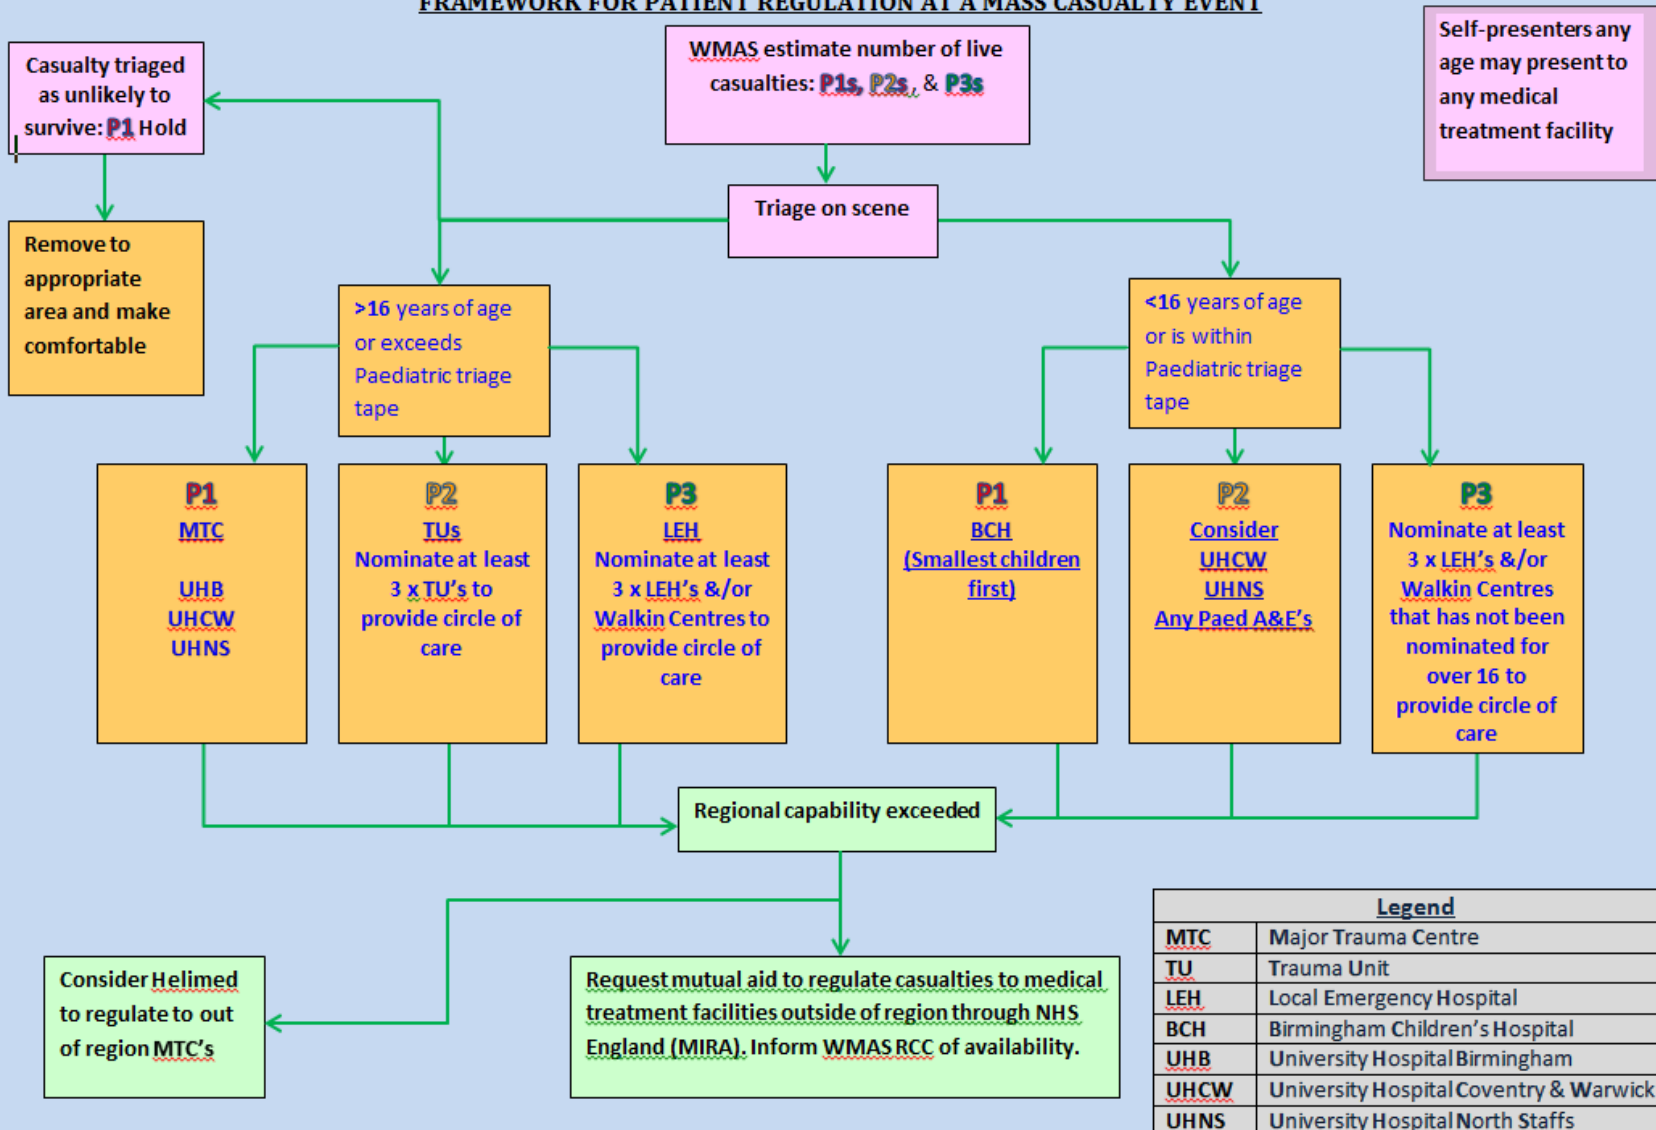 FRAMEWORK FOR PATIENT REGULATION AT A MASS CASUALTY EVENT
Casualty triaged
as unlikely to
survive: P1 Hold
WMAS estimate number of live
casualties: P1s, P2s, & P3s
Self-presenters any
age may present to
any medical
treatment facility
Triage on scene
Remove to
appropriate
area and make
comfortable
>16 years of age
or exceeds
Paediatric triage
tape
<16 years of age
or is within
Paediatric triage
tape
P1
MTC
UHB
UHCW
UHNS
P2
TUs
Nominate at least
3 x TU's to
provide circle of
care
P3
LEH
Nominate at least
3 x LEH's &/or
Walkin Centres to
provide circle of
care
P1
BCH
(Smallest children
first)
P2
Consider
UHCW
UHNS
Any Paed A&E's
P3
Nominate at least
3 x LEH's &/or
Walkin Centres
that has not been
nominated for
over 16 to
provide circle of
care
Regional capability exceeded
Consider Helimed
to regulate to out
of region MTC's
Request mutual aid to regulate casualties to medical
treatment facilities outside of region through NHS
England (MIRA). Inform WMAS RCC of availability.
Legend
MTC Major Trauma Centre
TU Trauma Unit
LEH Local Emergency Hospital
BCH Birmingham Children's Hospital
UHB University Hospital Birmingham
UHCW University Hospital Coventry & Warwick
UHNS University Hospital North Staffs